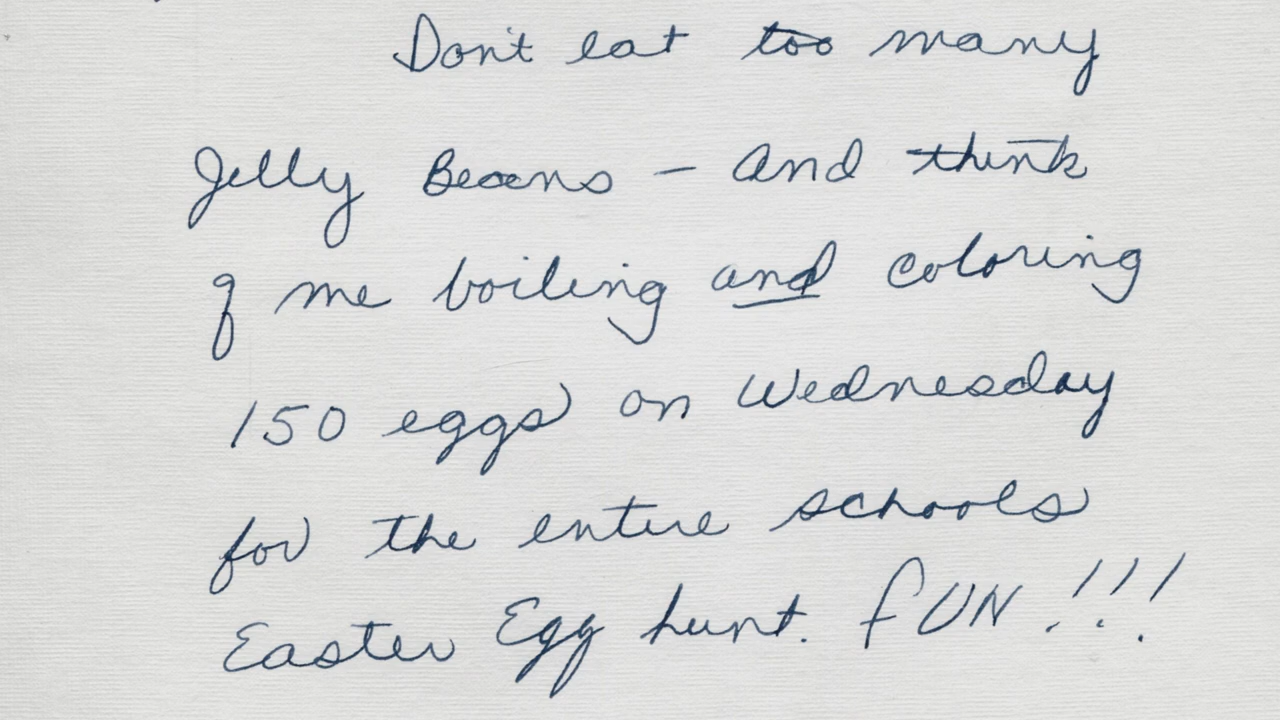 Don't eat too many
Jelly Beans - And think
of me boiling and coloring
150 eggs on Wednesday
for the entire schools
Easter Egg hunt. FUN!!!